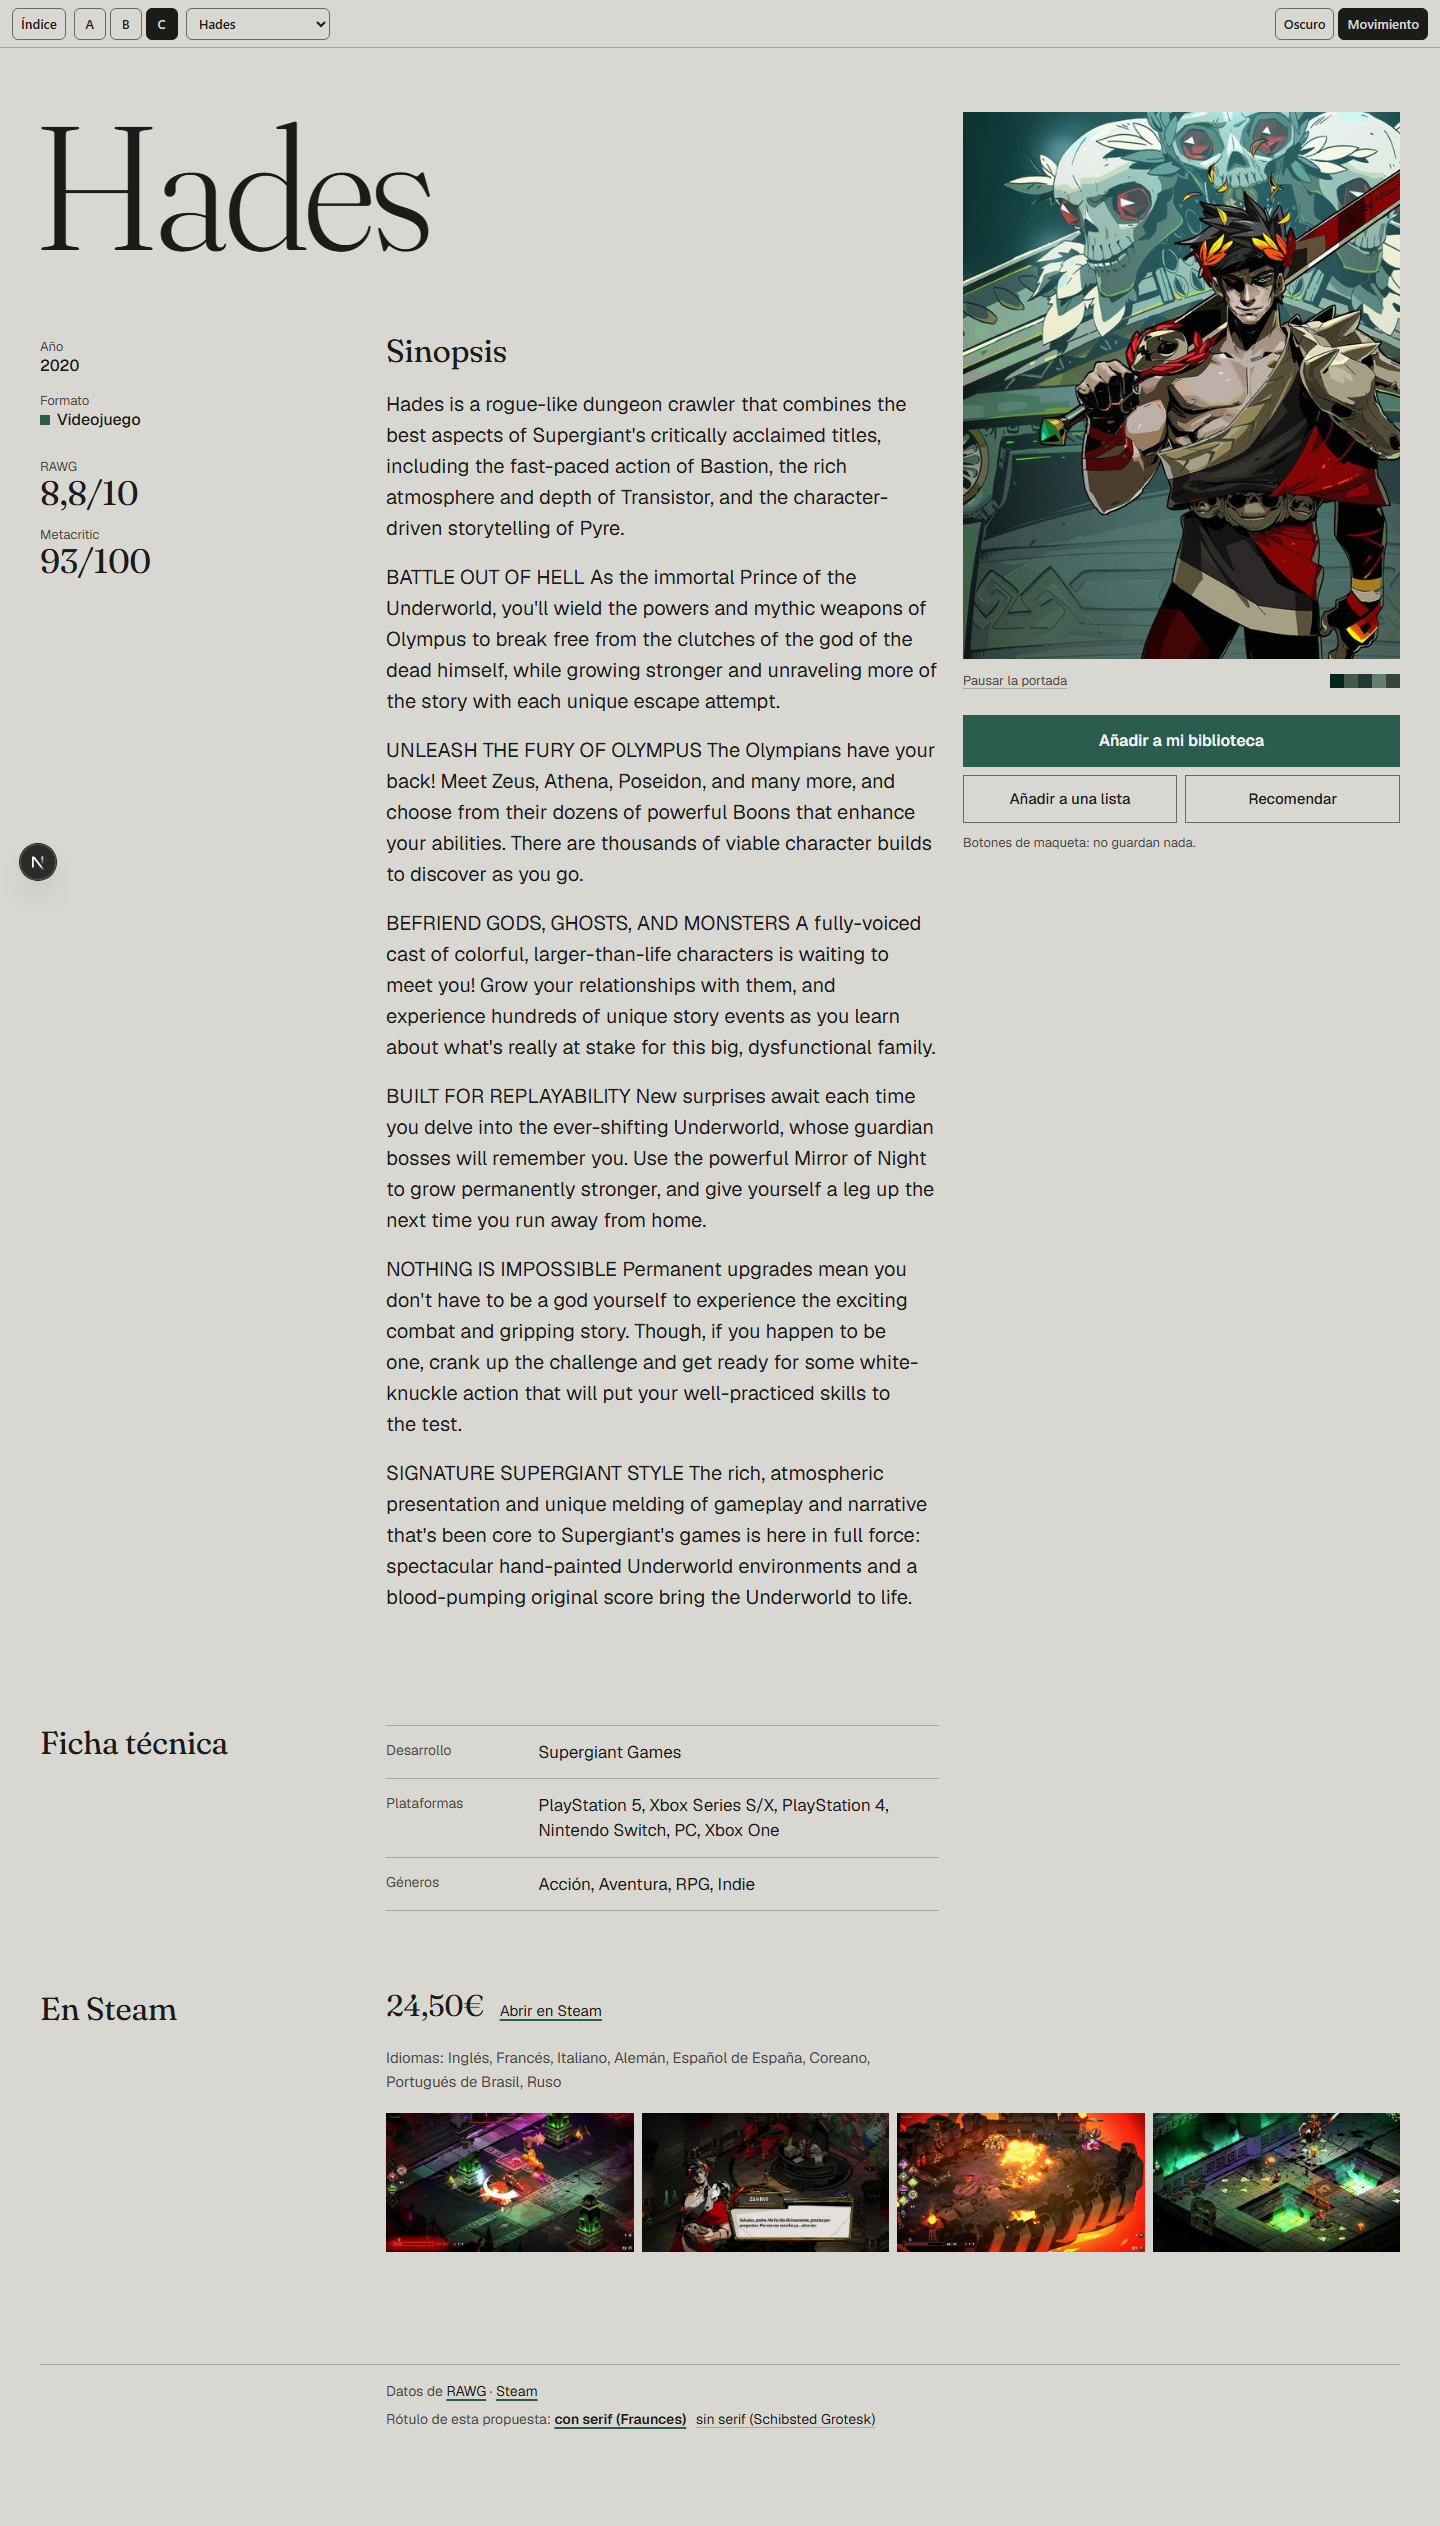 Índice
A
B
C
Hades
Oscuro
Movimiento
Hades
Año
2020
Formato
Videojuego
RAWG
8,8/10
Metacritic
93/100
Sinopsis
Hades is a rogue-like dungeon crawler that combines the
best aspects of Supergiant's critically acclaimed titles,
including the fast-paced action of Bastion, the rich
atmosphere and depth of Transistor, and the character-
driven storytelling of Pyre.
BATTLE OUT OF HELL As the immortal Prince of the
Underworld, you'll wield the powers and mythic weapons of
Olympus to break free from the clutches of the god of the
dead himself, while growing stronger and unraveling more of
the story with each unique escape attempt.
UNLEASH THE FURY OF OLYMPUS The Olympians have your
back! Meet Zeus, Athena, Poseidon, and many more, and
choose from their dozens of powerful Boons that enhance
your abilities. There are thousands of viable character builds
to discover as you go.
BEFRIEND GODS, GHOSTS, AND MONSTERS A fully-voiced
cast of colorful, larger-than-life characters is waiting to
meet you! Grow your relationships with them, and
experience hundreds of unique story events as you learn
about what's really at stake for this big, dysfunctional family.
BUILT FOR REPLAYABILITY New surprises await each time
you delve into the ever-shifting Underworld, whose guardian
bosses will remember you. Use the powerful Mirror of Night
to grow permanently stronger, and give yourself a leg up the
next time you run away from home.
NOTHING IS IMPOSSIBLE Permanent upgrades mean you
don't have to be a god yourself to experience the exciting
combat and gripping story. Though, if you happen to be
one, crank up the challenge and get ready for some white-
knuckle action that will put your well-practiced skills to
the test.
SIGNATURE SUPERGIANT STYLE The rich, atmospheric
presentation and unique melding of gameplay and narrative
that's been core to Supergiant's games is here in full force:
spectacular hand-painted Underworld environments and a
blood-pumping original score bring the Underworld to life.
Pausar la portada
Añadir a mi biblioteca
Añadir a una lista
Recomendar
Botones de maqueta: no guardan nada.
N
Ficha técnica
Desarrollo
Supergiant Games
Plataformas
PlayStation 5, Xbox Series S/X, PlayStation 4,
Nintendo Switch, PC, Xbox One
Géneros
Acción, Aventura, RPG, Indie
En Steam
24,50€ Abrir en Steam
Idiomas: Inglés, Francés, Italiano, Alemán, Español de España, Coreano,
Portugués de Brasil, Ruso
Datos de RAWG · Steam
Rótulo de esta propuesta: con serif (Fraunces) sin serif (Schibsted Grotesk)